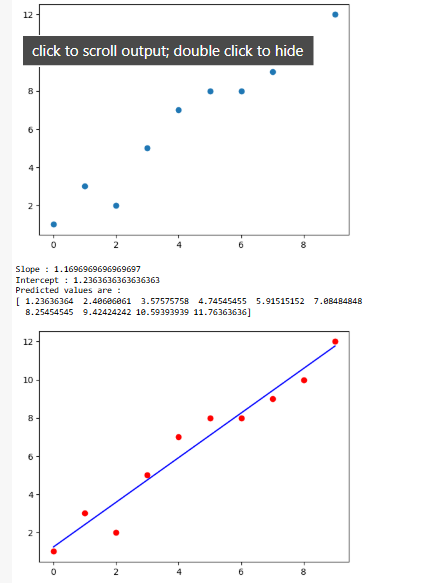 12
click to scroll output; double click to hide
8
6
4
2
0 2 4 6 8
Slope : 1.1696969696969697
Intercept : 1.2363636363636363
Predicted values are :
[ 1.23636364 2.40606061 3.57575758 4.74545455 5.91515152 7.08484848
8.25454545 9.42424242 10.59393939 11.76363636]
12
10
8
6
4
2
0 2 4 6 8